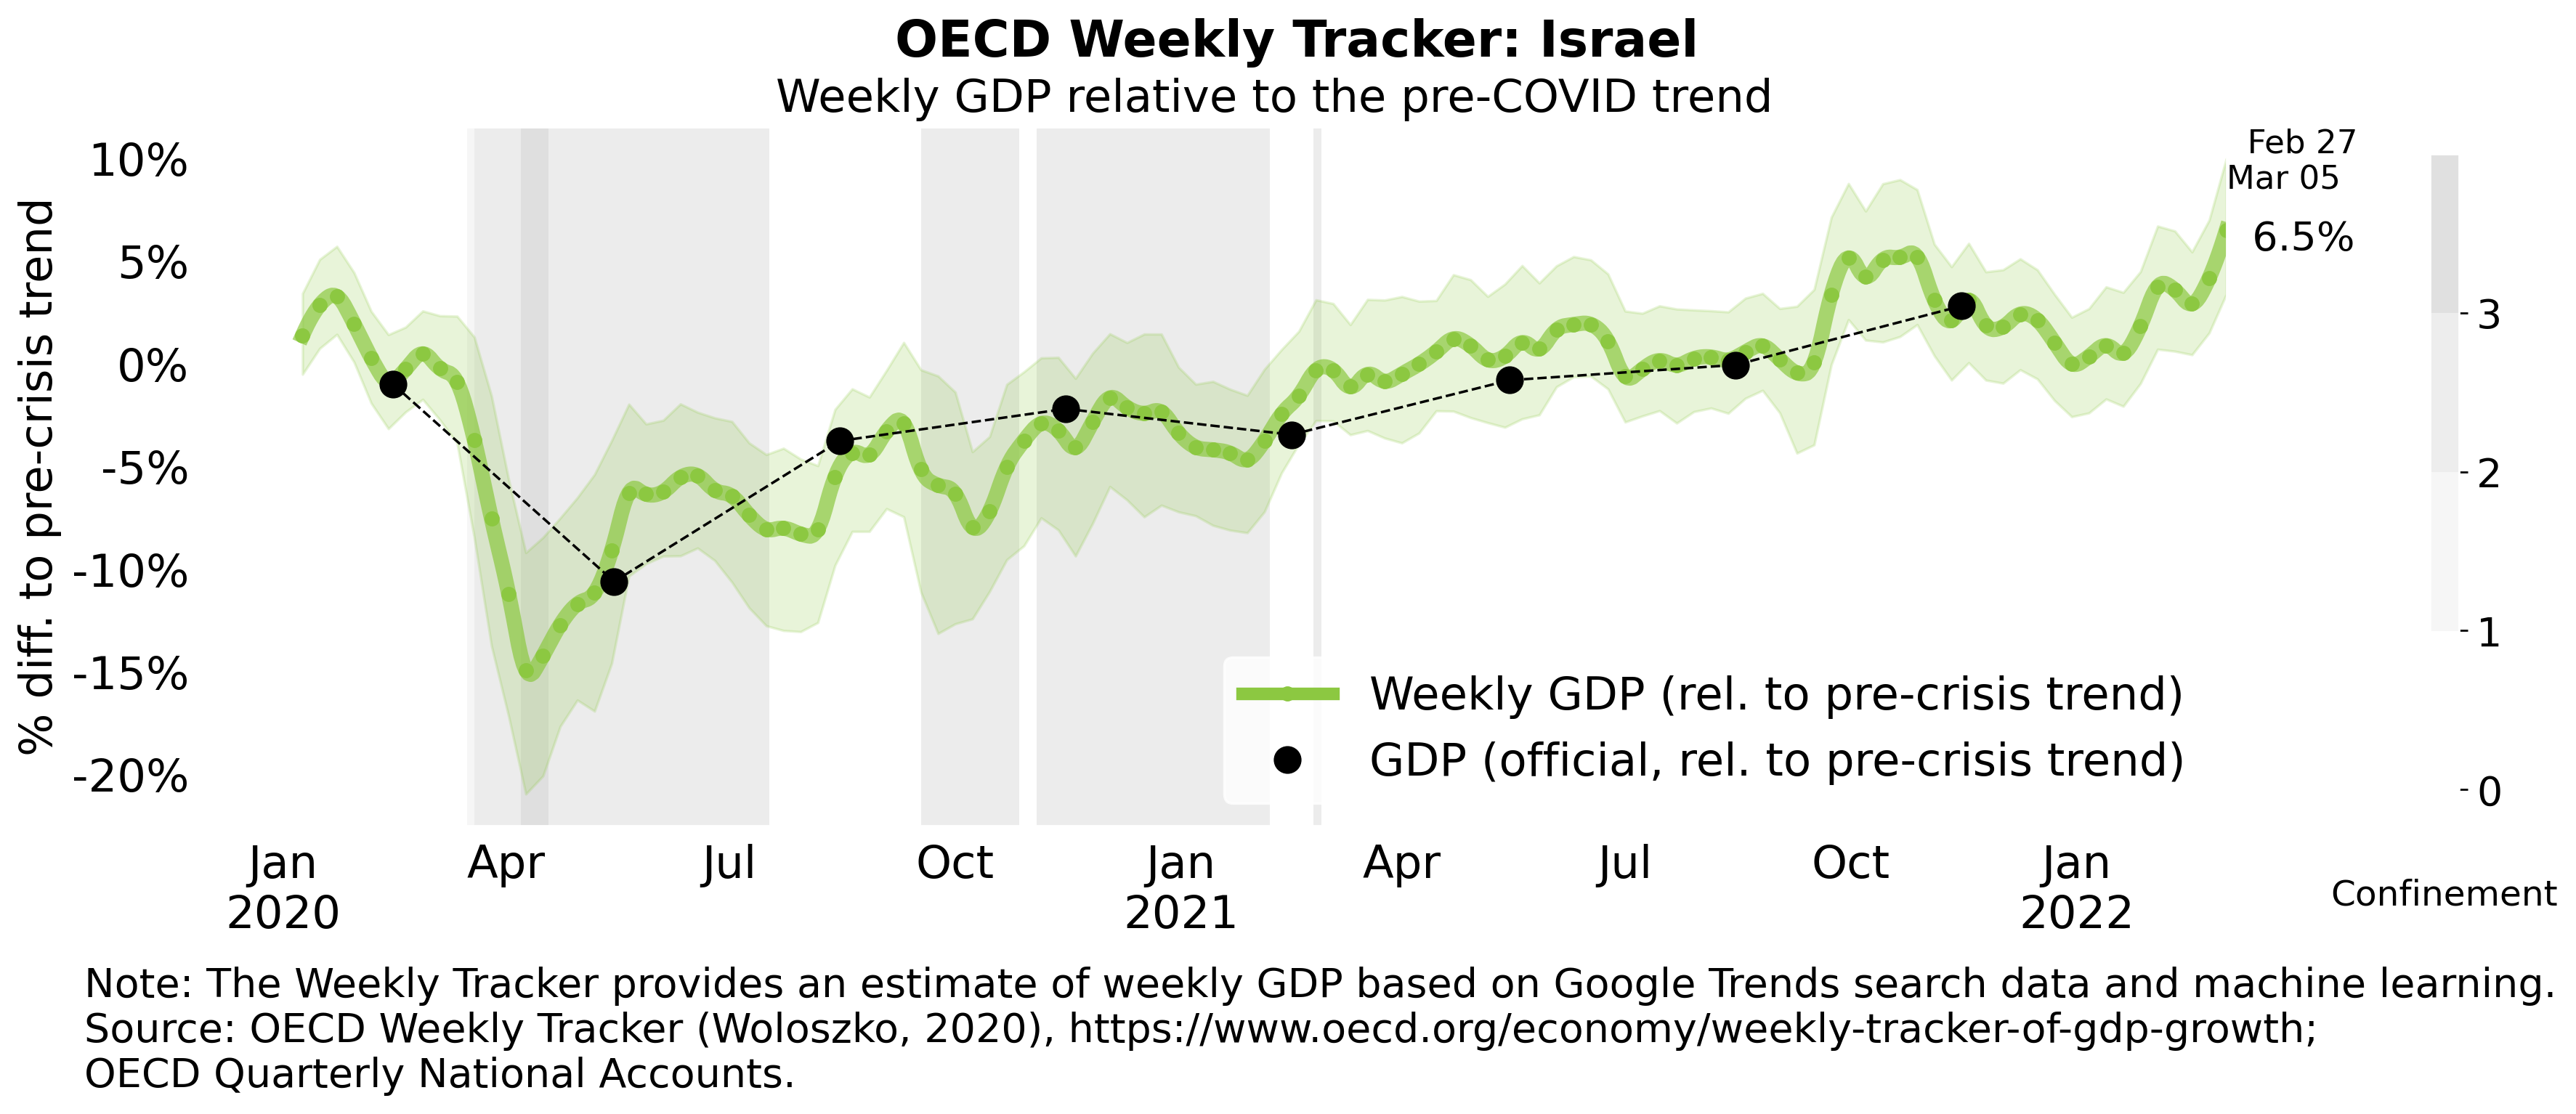 OECD Weekly Tracker: Israel
Weekly GDP relative to the pre-COVID trend
% diff. to pre-crisis trend
10%
5%
0%
-5%
-10%
-15%
-20%
Feb 27
Mar 05
6.5%
3
2
1
0
Confinement
Weekly GDP (rel. to pre-crisis trend)
GDP (official, rel. to pre-crisis trend)
Jan Apr Jul Oct Jan Apr Jul Oct Jan
2020 2021 2022
Note: The Weekly Tracker provides an estimate of weekly GDP based on Google Trends search data and machine learning.
Source: OECD Weekly Tracker (Woloszko, 2020), https://www.oecd.org/economy/weekly-tracker-of-gdp-growth;
OECD Quarterly National Accounts.